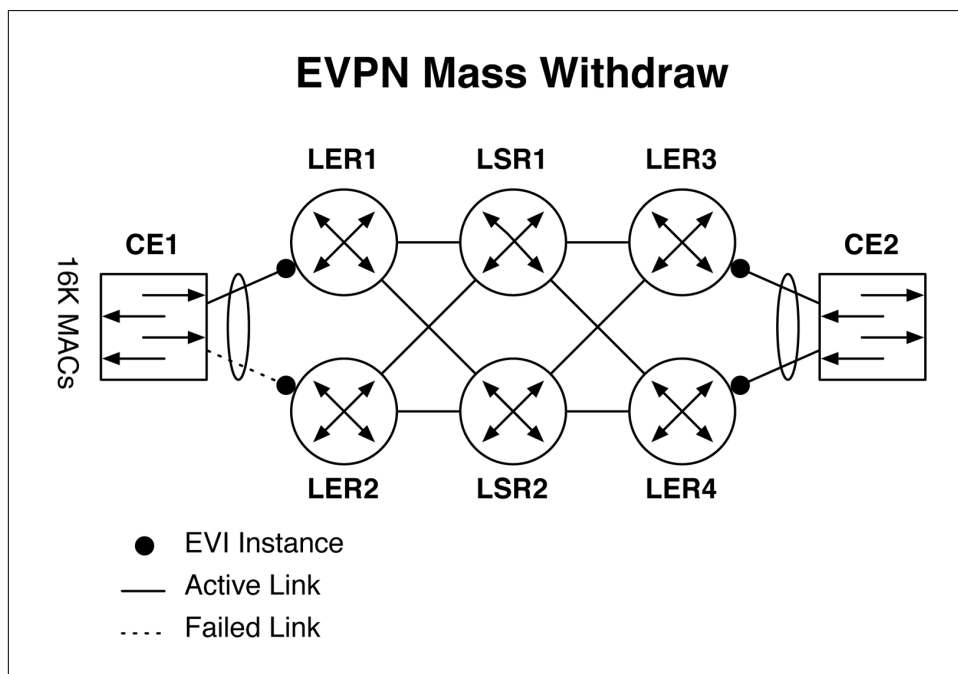 EVPN Mass Withdraw
LER1
LSR1
LER3
CE1
CE2
16K MACs
LER2
LSR2
LER4
EVI Instance
Active Link
Failed Link